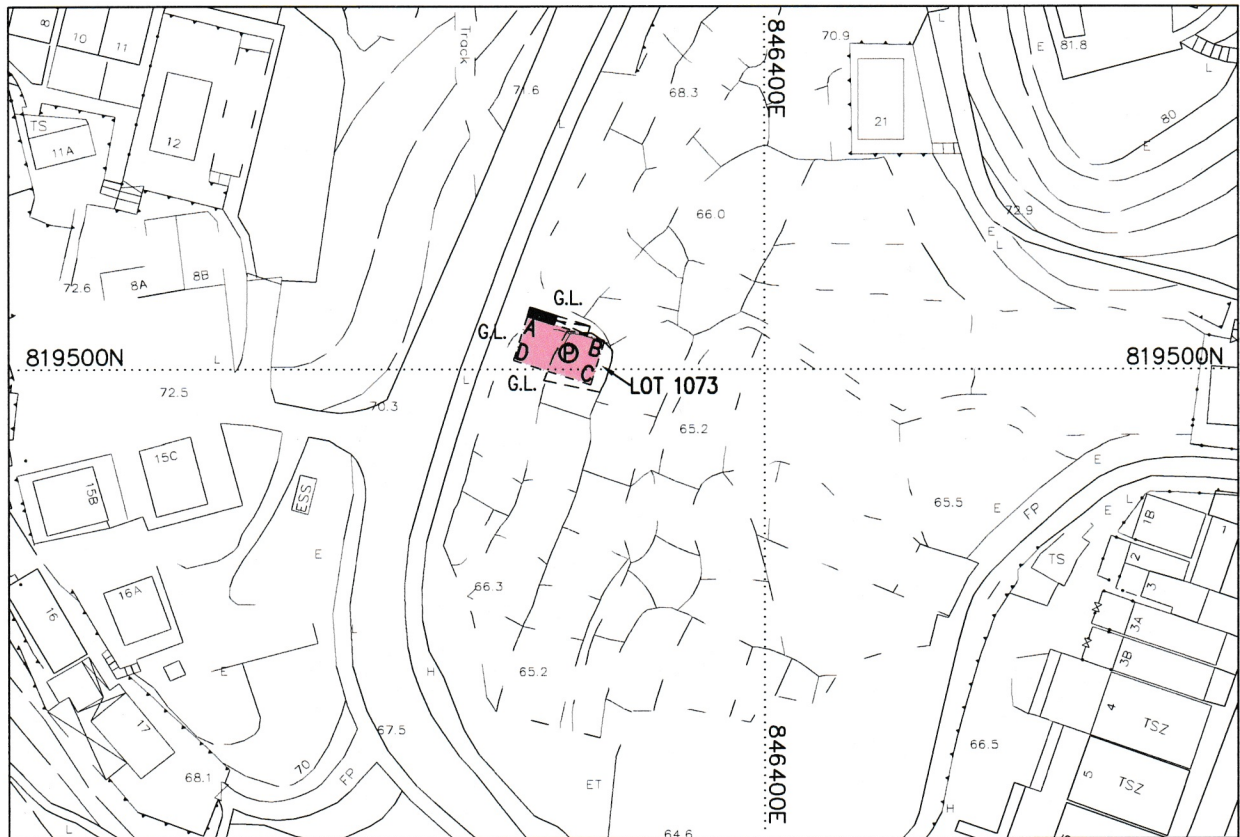 8
10
11
Track
71.6
L
68.3
846400E
70.9
L
E
81.8
L
TS
11A
12
21
80
E
66.0
72.9
E
L
8A
8B
72.6
G.L.
G.L.
A
B
P
D
C
G.L.
LOT 1073
819500N
819500N
L
L
72.5
70.3
65.2
15C
15B
ESS
E
65.5
E
E
FP
E
L
TS
1B
1
2
3
3A
3B
16
16A
66.3
L
E
H
65.2
17
67.5
846400E
4
TSZ
66.5
68.1
70
FP
ET
5
TSZ
H
L
64.6